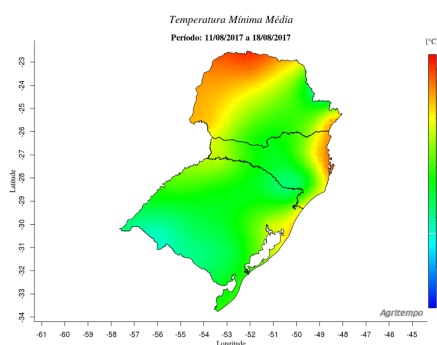 Temperatura Mínima Média
Período: 11/08/2017 a 18/08/2017
[°C]
-23
-24
-25
-26
-27
-28
-29
-30
-31
-32
-33
-34
Latitude
-61 -60 -59 -58 -57 -56 -55 -54 -53 -52 -51 -50 -49 -48 -47 -46 -45
Longitude
Agritempo